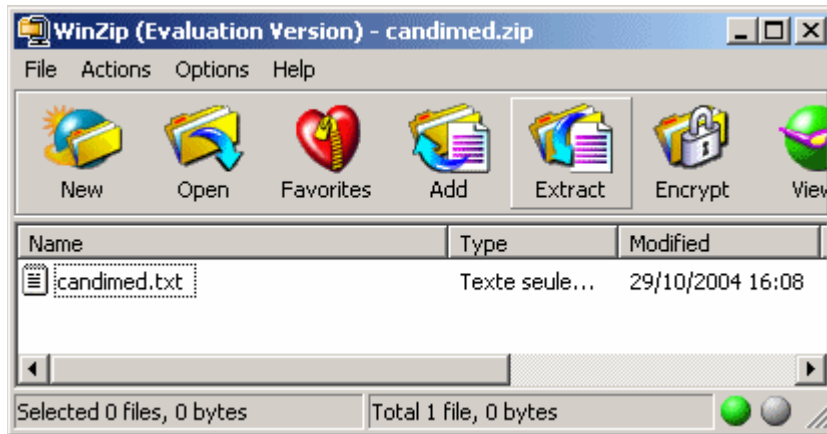 WinZip (Evaluation Version) - candimed.zip
File Actions Options Help
New Open Favorites Add Extract Encrypt View
Name Type Modified
candimed.txt Texte seule... 29/10/2004 16:08
Selected 0 files, 0 bytes Total 1 file, 0 bytes